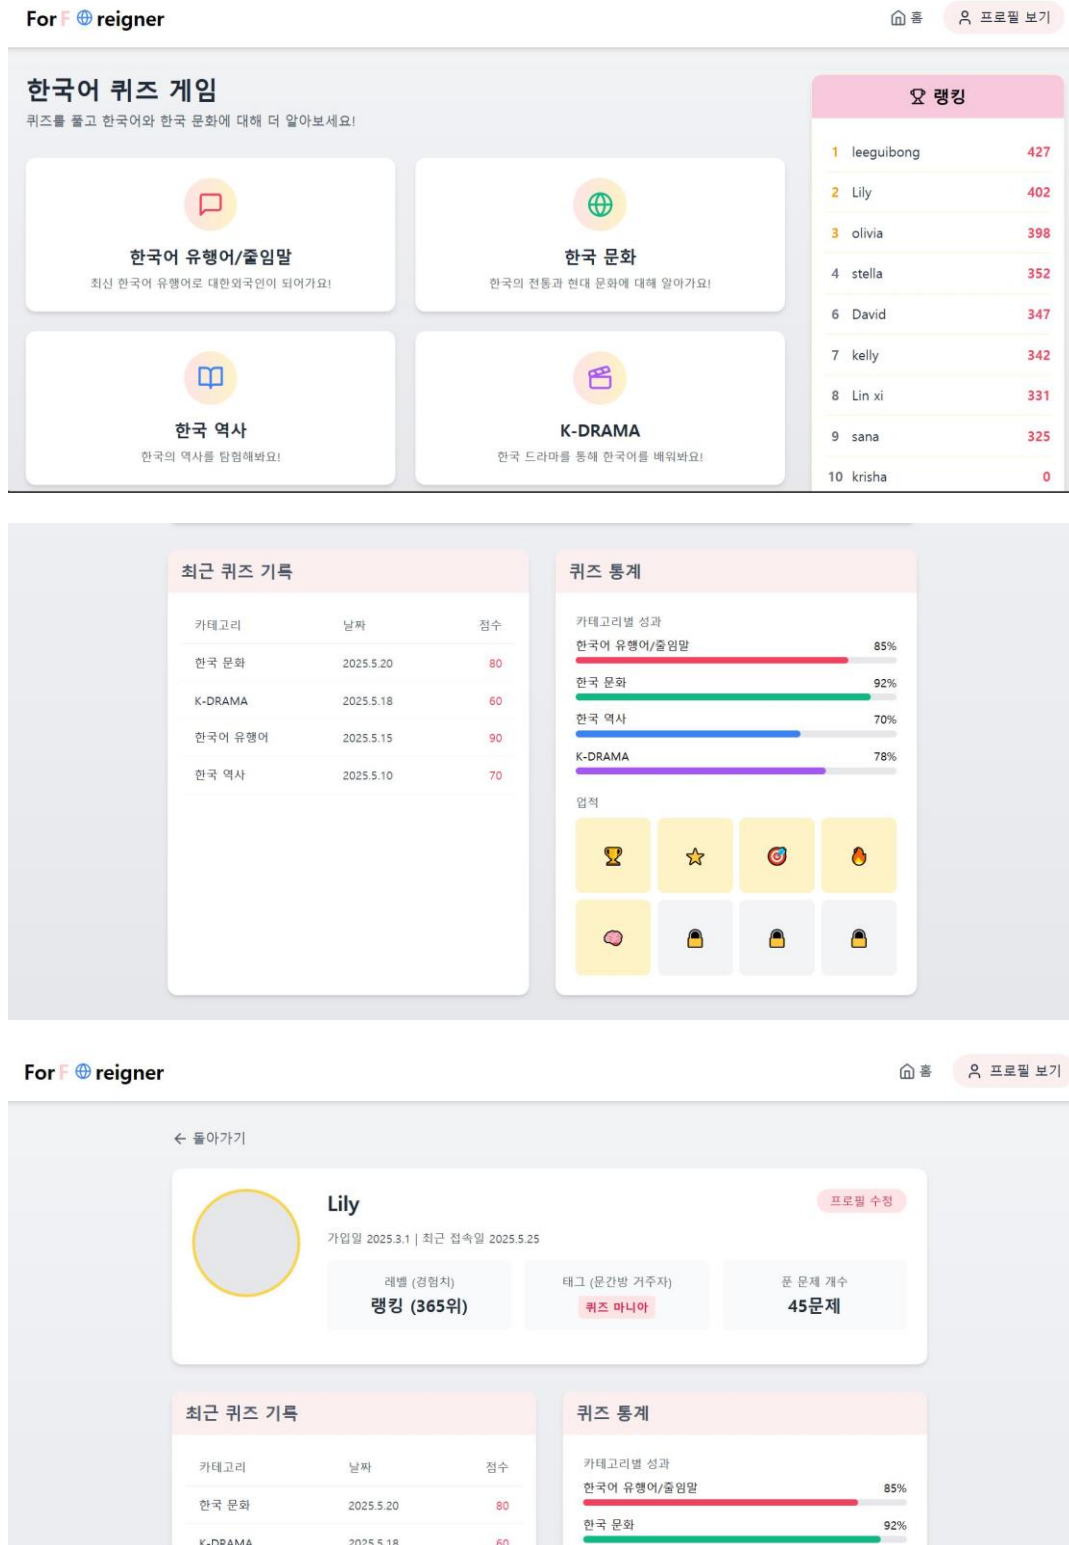 For F reigner
홈
프로필 보기
한국어 퀴즈 게임
퀴즈를 풀고 한국어와 한국 문화에 대해 더 알아보세요!
한국어 유행어/줄임말
최신 한국어 유행어로 대한외국인이 되어가요!
한국 문화
한국의 전통과 현대 문화에 대해 알아가요!
한국 역사
한국의 역사를 탐험해봐요!
K-DRAMA
한국 드라마를 통해 한국어를 배워봐요!
랭킹
1 leeguibong 427
2 Lily 402
3 olivia 398
4 stella 352
6 David 347
7 kelly 342
8 Lin xi 331
9 sana 325
10 krisha 0
최근 퀴즈 기록
카테고리 날짜 점수
한국 문화 2025.5.20 80
K-DRAMA 2025.5.18 60
한국어 유행어 2025.5.15 90
한국 역사 2025.5.10 70
퀴즈 통계
카테고리별 성과
한국어 유행어/줄임말 85%
한국 문화 92%
한국 역사 70%
K-DRAMA 78%
업적
For F reigner
홈
프로필 보기
← 돌아가기
Lily
프로필 수정
가입일 2025.3.1 | 최근 접속일 2025.5.25
레벨 (경험치)
랭킹 (365위)
태그 (문간방 거주자)
퀴즈 마니아
푼 문제 개수
45문제
최근 퀴즈 기록
카테고리 날짜 점수
한국 문화 2025.5.20 80
K-DRAMA 2025.5.18 60
퀴즈 통계
카테고리별 성과
한국어 유행어/줄임말 85%
한국 문화 92%